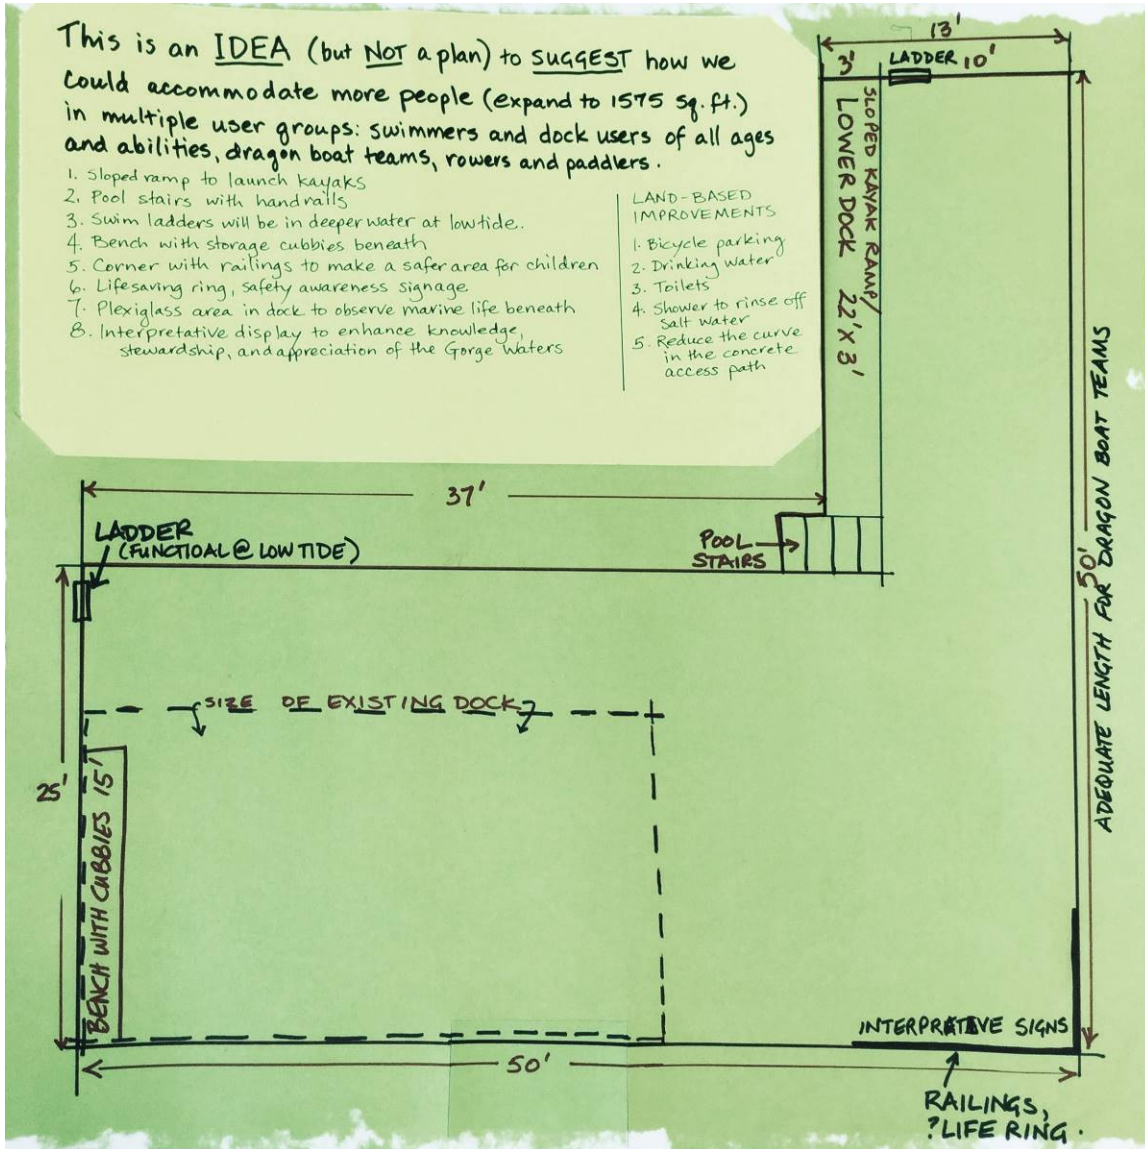 This is an IDEA (but NOT a plan) to SUGGEST how we
could accommodate more people (expand to 1575 sq. ft.)
in multiple user groups: swimmers and dock users of all ages
and abilities, dragon boat teams, rowers and paddlers.
1. Sloped ramp to launch kayaks
2. Pool stairs with handrails
3. Swim ladders will be in deeper water at low tide.
4. Bench with storage cubbies beneath
5. Corner with railings to make a safer area for children
6. Lifesaving ring, safety awareness signage
7. Plexiglass area in dock to observe marine life beneath
8. Interpretative display to enhance knowledge,
stewardship, and appreciation of the Gorge Waters
LAND-BASED
IMPROVEMENTS
1. Bicycle parking
2. Drinking water
3. Toilets
4. Shower to rinse off
salt water
5. Reduce the curve
in the concrete
access path
13'
3'
LADDER 10'
SLOPED KAYAK RAMP/
LOWER DOCK 22' x 3'
ADEQUATE LENGTH FOR DRAGON BOAT TEAMS
50'
37'
LADDER
(FUNCTIOAL @ LOW TIDE)
POOL
STAIRS
SIZE OF EXISTING DOCK
25'
BENCH WITH CUBBIES 15'
INTERPRETATIVE SIGNS
50'
RAILINGS,
? LIFE RING.